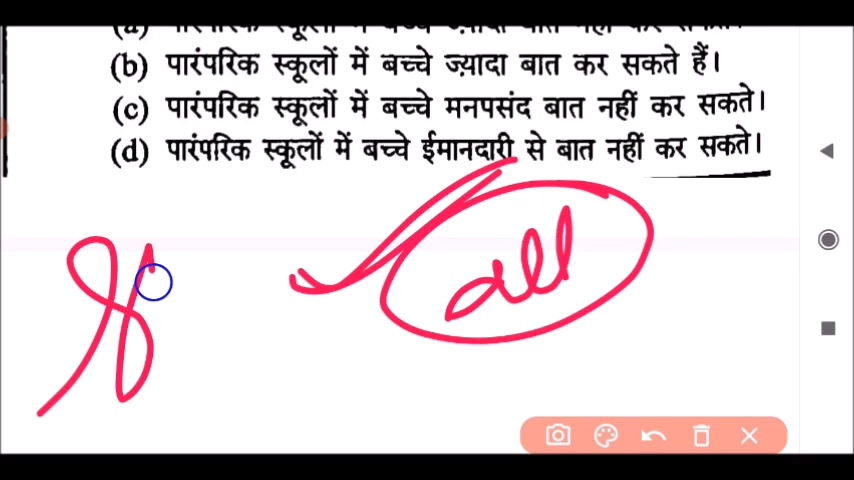 (b) पारंपरिक स्कूलों में बच्चे ज़्यादा बात कर सकते हैं।
(c) पारंपरिक स्कूलों में बच्चे मनपसंद बात नहीं कर सकते।
(d) पारंपरिक स्कूलों में बच्चे ईमानदारी से बात नहीं कर सकते।
all